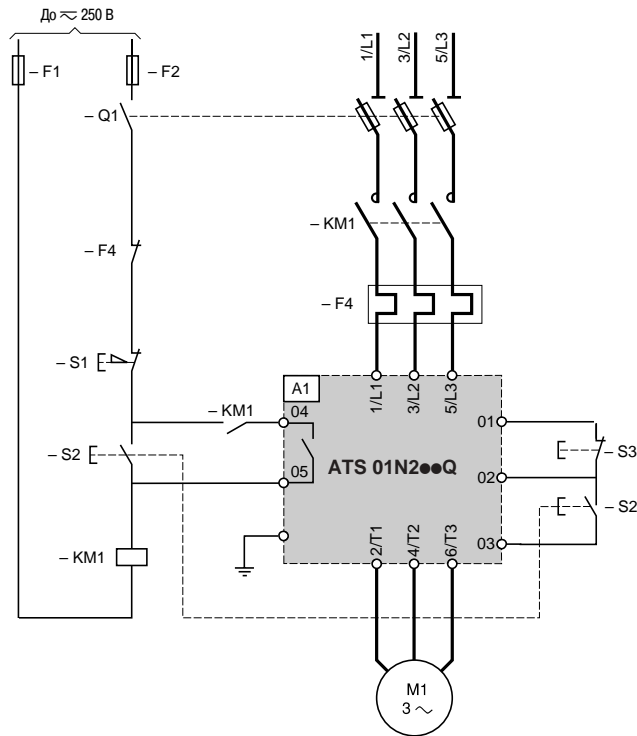 До ≂ 250 В
– F1
– F2
1/L1
3/L2
5/L3
– Q1
– KM1
– F4
– F4
– S1
A1
1/L1
3/L2
5/L3
– KM1
04
01
– S3
– S2
05
ATS 01N2●●Q
02
– S2
03
– KM1
2/T1
4/T2
6/T3
M1
3 ~